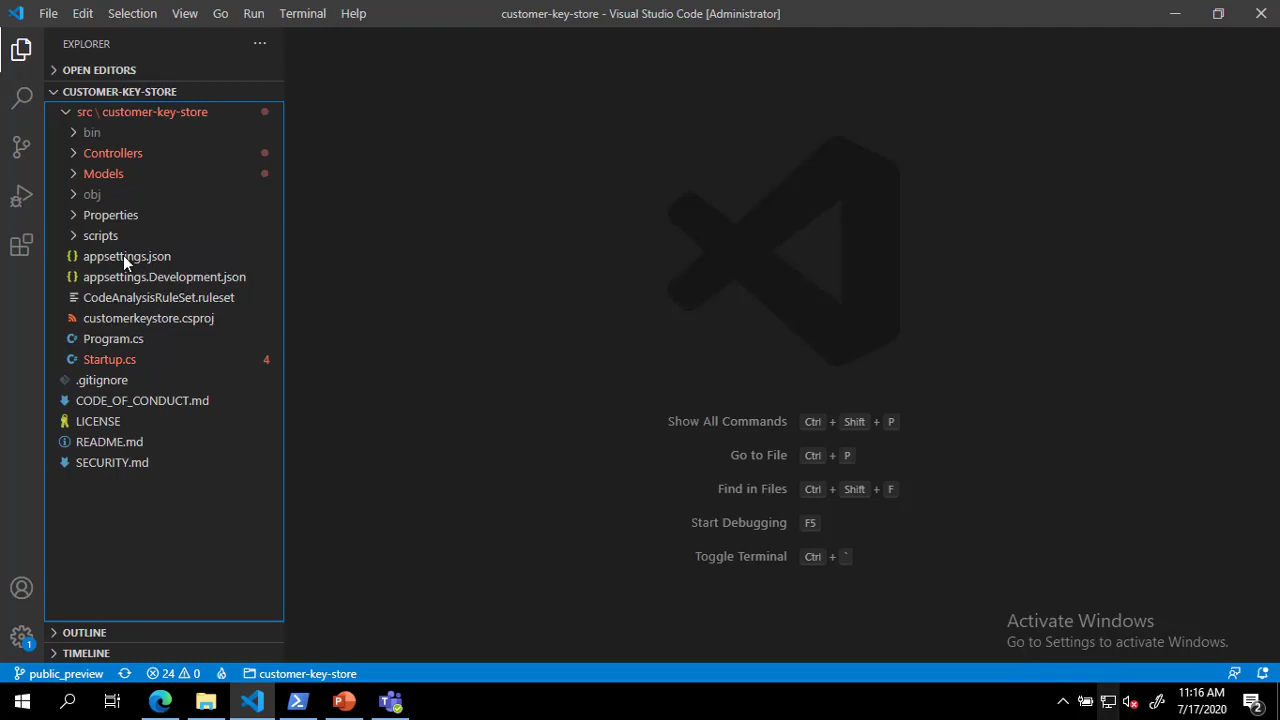 File Edit Selection View Go Run Terminal Help
customer-key-store - Visual Studio Code [Administrator]
EXPLORER
OPEN EDITORS
CUSTOMER-KEY-STORE
src \ customer-key-store
bin
Controllers
Models
obj
Properties
scripts
appsettings.json
appsettings.Development.json
CodeAnalysisRuleSet.ruleset
customerkeystore.csproj
Program.cs
Startup.cs 4
.gitignore
CODE_OF_CONDUCT.md
LICENSE
README.md
SECURITY.md
OUTLINE
TIMELINE
Show All Commands Ctrl + Shift + P
Go to File Ctrl + P
Find in Files Ctrl + Shift + F
Start Debugging F5
Toggle Terminal Ctrl + `
Activate Windows
Go to Settings to activate Windows.
1
public_preview 24 0 customer-key-store
11:16 AM
7/17/2020
2